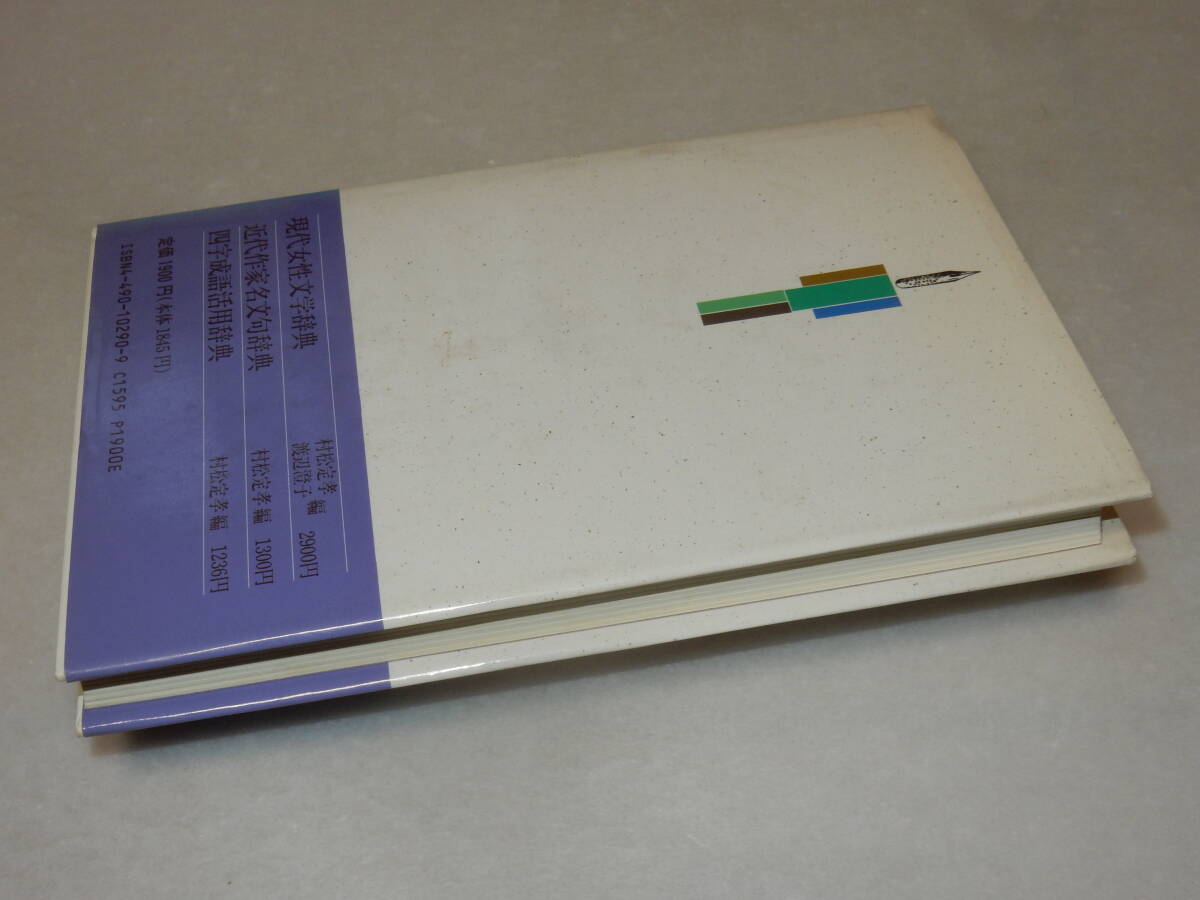 現代女性文学辞典 村松定孝 渡辺澄子 編 2900円
近代作家名文句辞典 村松定孝編 1300円
四字成語活用辞典 村松定孝編 1236円
定価1900円(本体1845円)
ISBN4-490-10290-9 C1595 P1900E